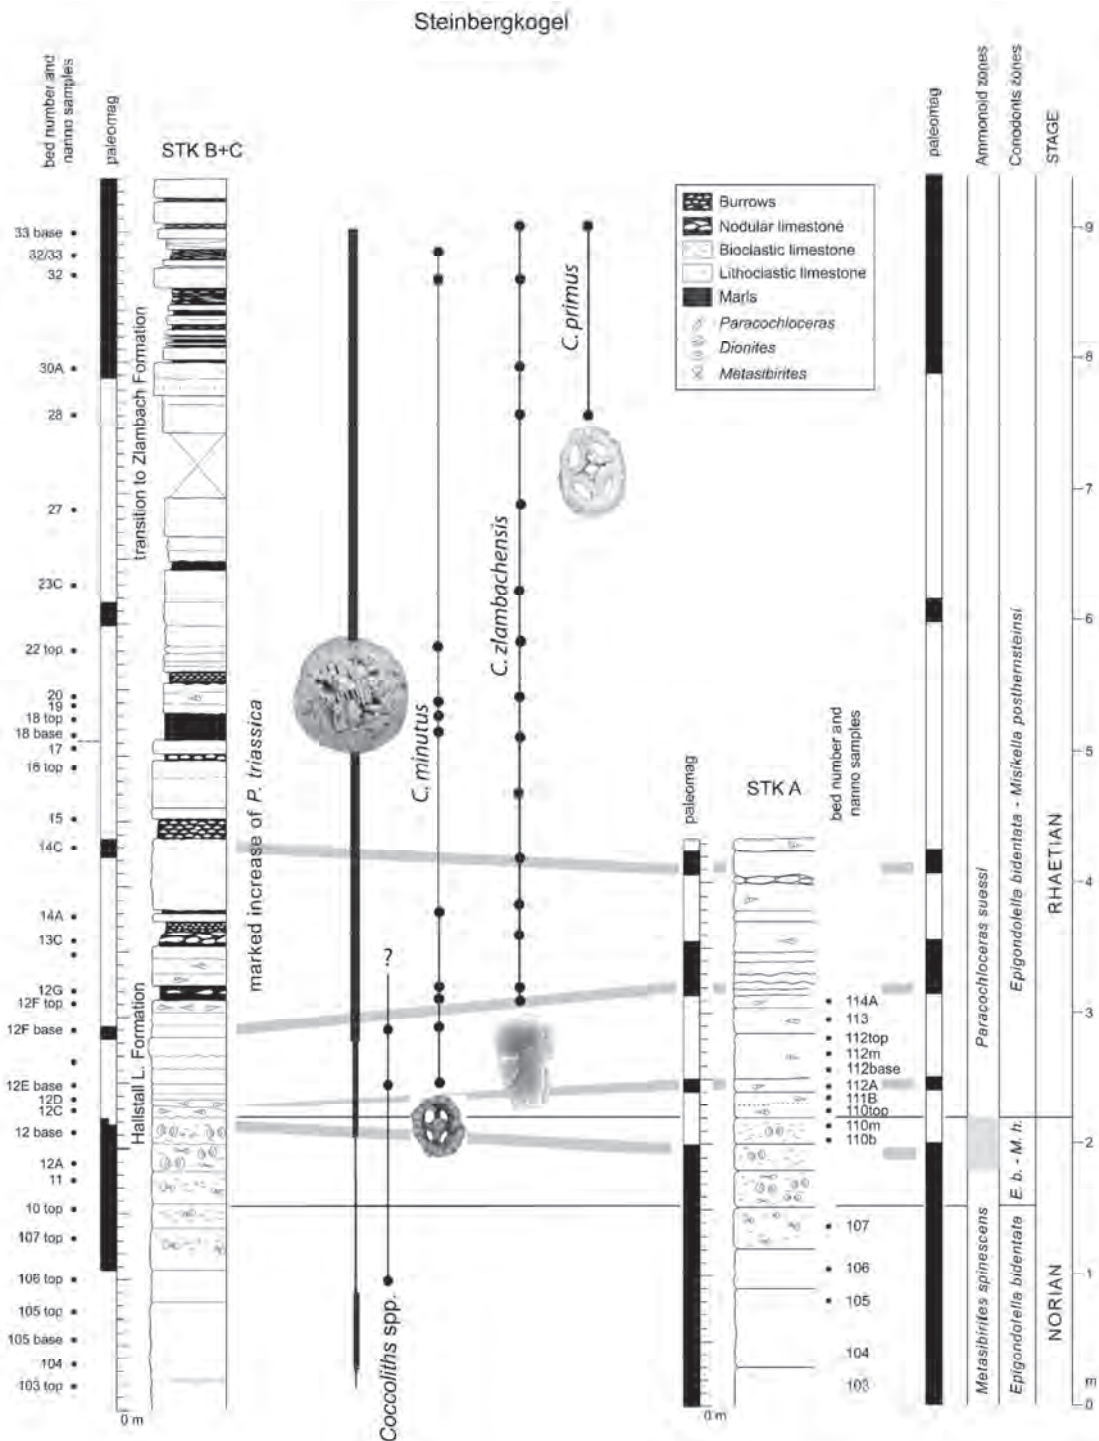 Steinbergkogel
bed number and
nanno samples
paleomag
STK B+C
33 base
32/33
32
30A
28
27
23C
22 top
20
19
18 top
18 base
17
16 top
15
14C
14A
13C
12G
12F top
12F base
12E base
12D
12C
12 base
12A
11
10 top
107 top
106 top
105 top
105 base
104
103 top
0 m
transition to Zlambach Formation
Hallstall L. Formation
marked increase of P. triassica
?
Coccoliths spp.
C. minutus
C. zlambachensis
C. primus
Burrows
Nodular limestone
Bioclastic limestone
Lithoclastic limestone
Marls
Paracochloceras
Dionites
Metasibirites
paleomag
STK A
bed number and
nanno samples
114A
113
112top
112m
112base
112A
111B
110top
110m
110b
107
106
105
104
103
0 m
paleomag
Ammonoid zones
Conodonts zones
STAGE
Paracochloceras suessi
Metasibirites spinescens
Epigondolella bidentata - Misikella posthernsteinsi
E. b. - M. h.
Epigondolella bidentata
RHAETIAN
NORIAN
9
8
7
6
5
4
3
2
1
m
0